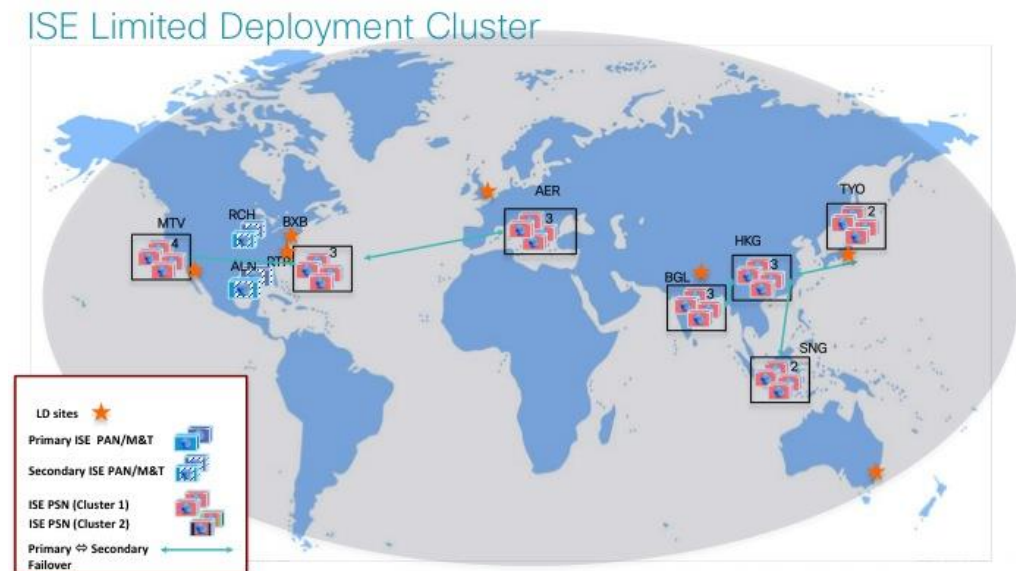 ISE Limited Deployment Cluster
MTV
4
RCH
BXB
ALN
RTP
3
AER
3
TYO
2
HKG
3
BGL
3
SNG
2
LD sites
Primary ISE PAN/M&T
Secondary ISE PAN/M&T
ISE PSN (Cluster 1)
ISE PSN (Cluster 2)
Primary ⇔ Secondary
Failover